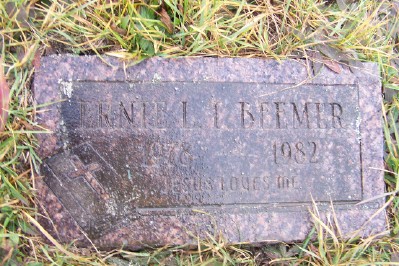 ERNIE L. I. BEEMER
1982
JESUS LOVES ME